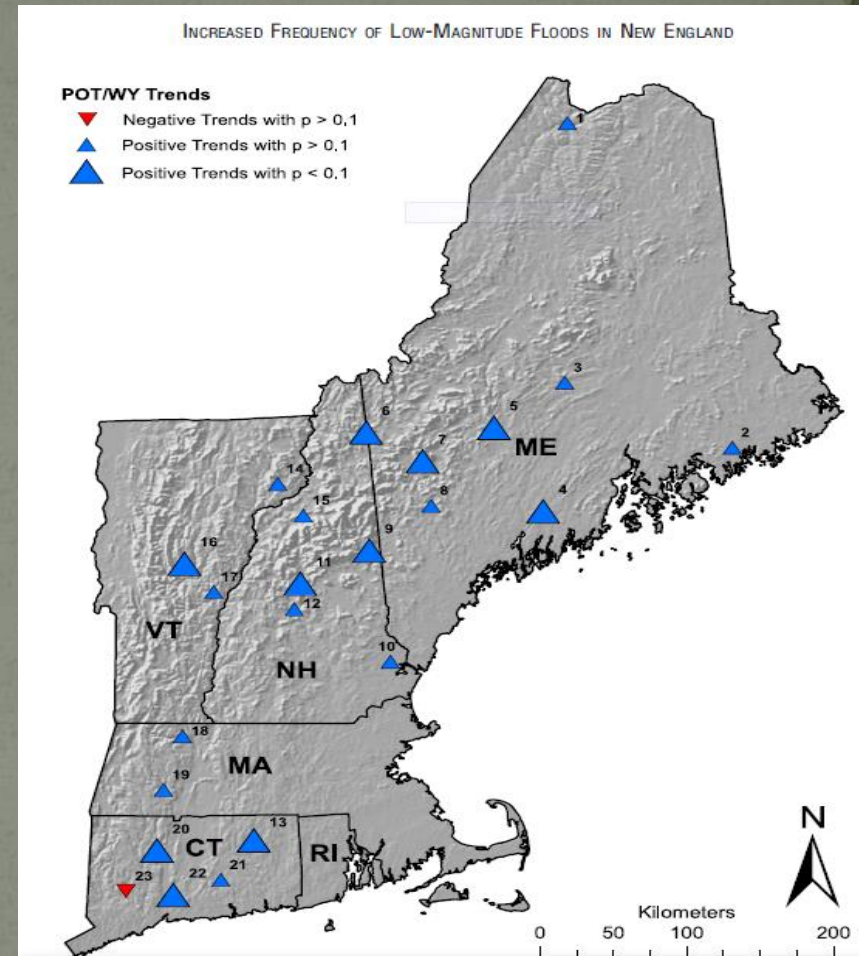 INCREASED FREQUENCY OF LOW-MAGNITUDE FLOODS IN NEW ENGLAND
POT/WY Trends
Negative Trends with p > 0,1
Positive Trends with p > 0,1
Positive Trends with p < 0,1
1
3
6
5
ME
2
7
14
8
4
15
9
16
11
17
12
VT
10
NH
18
MA
19
13
20
CT
RI
N
23
22
21
Kilometers
0 50 100 200